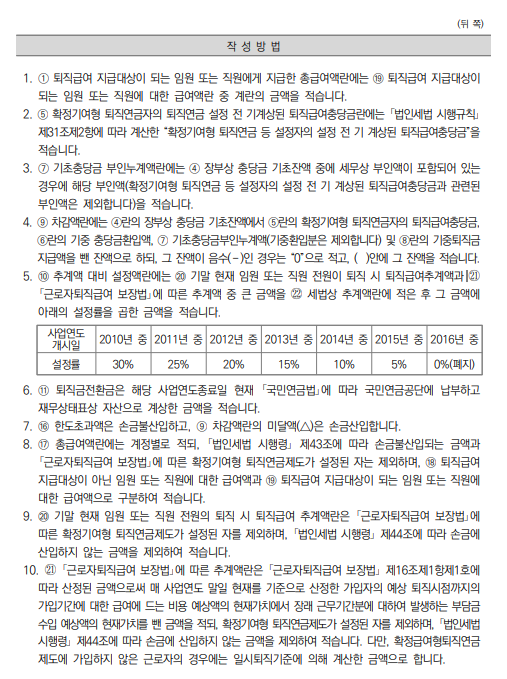 (뒤 쪽)
작 성 방 법
1. ① 퇴직급여 지급대상이 되는 임원 또는 직원에게 지급한 총급여액란에는 ⑲ 퇴직급여 지급대상이
되는 임원 또는 직원에 대한 급여액란 중 계란의 금액을 적습니다.
2. ⑤ 확정기여형 퇴직연금자의 퇴직연금 설정 전 기계상된 퇴직급여충당금란에는 「법인세법 시행규칙」
제31조제2항에 따라 계산한 “확정기여형 퇴직연금 등 설정자의 설정 전 기 계상된 퇴직급여충당금”을
적습니다.
3. ⑦ 기초충당금 부인누계액란에는 ④ 장부상 충당금 기초잔액 중에 세무상 부인액이 포함되어 있는
경우에 해당 부인액(확정기여형 퇴직연금 등 설정자의 설정 전 기 계상된 퇴직급여충당금과 관련된
부인액은 제외합니다)을 적습니다.
4. ⑨ 차감액란에는 ④란의 장부상 충당금 기초잔액에서 ⑤란의 확정기여형 퇴직연금자의 퇴직급여충당금,
⑥란의 기중 충당금환입액, ⑦ 기초충당금부인누계액(기중환입분은 제외합니다) 및 ⑧란의 기중퇴직금
지급액을 뺀 잔액으로 하되, 그 잔액이 음수(-)인 경우는 “0”으로 적고, ( )안에 그 잔액을 적습니다.
5. ⑩ 추계액 대비 설정액란에는 ⑳ 기말 현재 임원 또는 직원 전원이 퇴직 시 퇴직급여추계액과 ㉑
「근로자퇴직급여 보장법」에 따른 추계액 중 큰 금액을 ㉒ 세법상 추계액란에 적은 후 그 금액에
아래의 설정률을 곱한 금액을 적습니다.
사업연도 개시일 2010년 중 2011년 중 2012년 중 2013년 중 2014년 중 2015년 중 2016년 중
설정률 30% 25% 20% 15% 10% 5% 0%(폐지)
6. ⑪ 퇴직금전환금은 해당 사업연도종료일 현재 「국민연금법」에 따라 국민연금공단에 납부하고
재무상태표상 자산으로 계상한 금액을 적습니다.
7. ⑯ 한도초과액은 손금불산입하고, ⑨ 차감액란의 미달액(△)은 손금산입합니다.
8. ⑰ 총급여액란에는 계정별로 적되, 「법인세법 시행령」 제43조에 따라 손금불산입되는 금액과
「근로자퇴직급여 보장법」에 따른 확정기여형 퇴직연금제도가 설정된 자는 제외하며, ⑱ 퇴직급여
지급대상이 아닌 임원 또는 직원에 대한 급여액과 ⑲ 퇴직급여 지급대상이 되는 임원 또는 직원에
대한 급여액으로 구분하여 적습니다.
9. ⑳ 기말 현재 임원 또는 직원 전원의 퇴직 시 퇴직급여 추계액란은 「근로자퇴직급여 보장법」에
따른 확정기여형 퇴직연금제도가 설정된 자를 제외하며, 「법인세법 시행령」 제44조에 따라 손금에
산입하지 않는 금액을 제외하여 적습니다.
10. ㉑ 「근로자퇴직급여 보장법」에 따른 추계액란은 「근로자퇴직급여 보장법」 제16조제1항제1호에
따라 산정된 금액으로써 매 사업연도 말일 현재를 기준으로 산정한 가입자의 예상 퇴직시점까지의
가입기간에 대한 급여에 드는 비용 예상액의 현재가치에서 장래 근무기간분에 대하여 발생하는 부담금
수입 예상액의 현재가치를 뺀 금액을 적되, 확정기여형 퇴직연금제도가 설정된 자를 제외하며, 「법인세법
시행령」 제44조에 따라 손금에 산입하지 않는 금액을 제외하여 적습니다. 다만, 확정급여형퇴직연금
제도에 가입하지 않은 근로자의 경우에는 일시퇴직기준에 의해 계산한 금액으로 합니다.